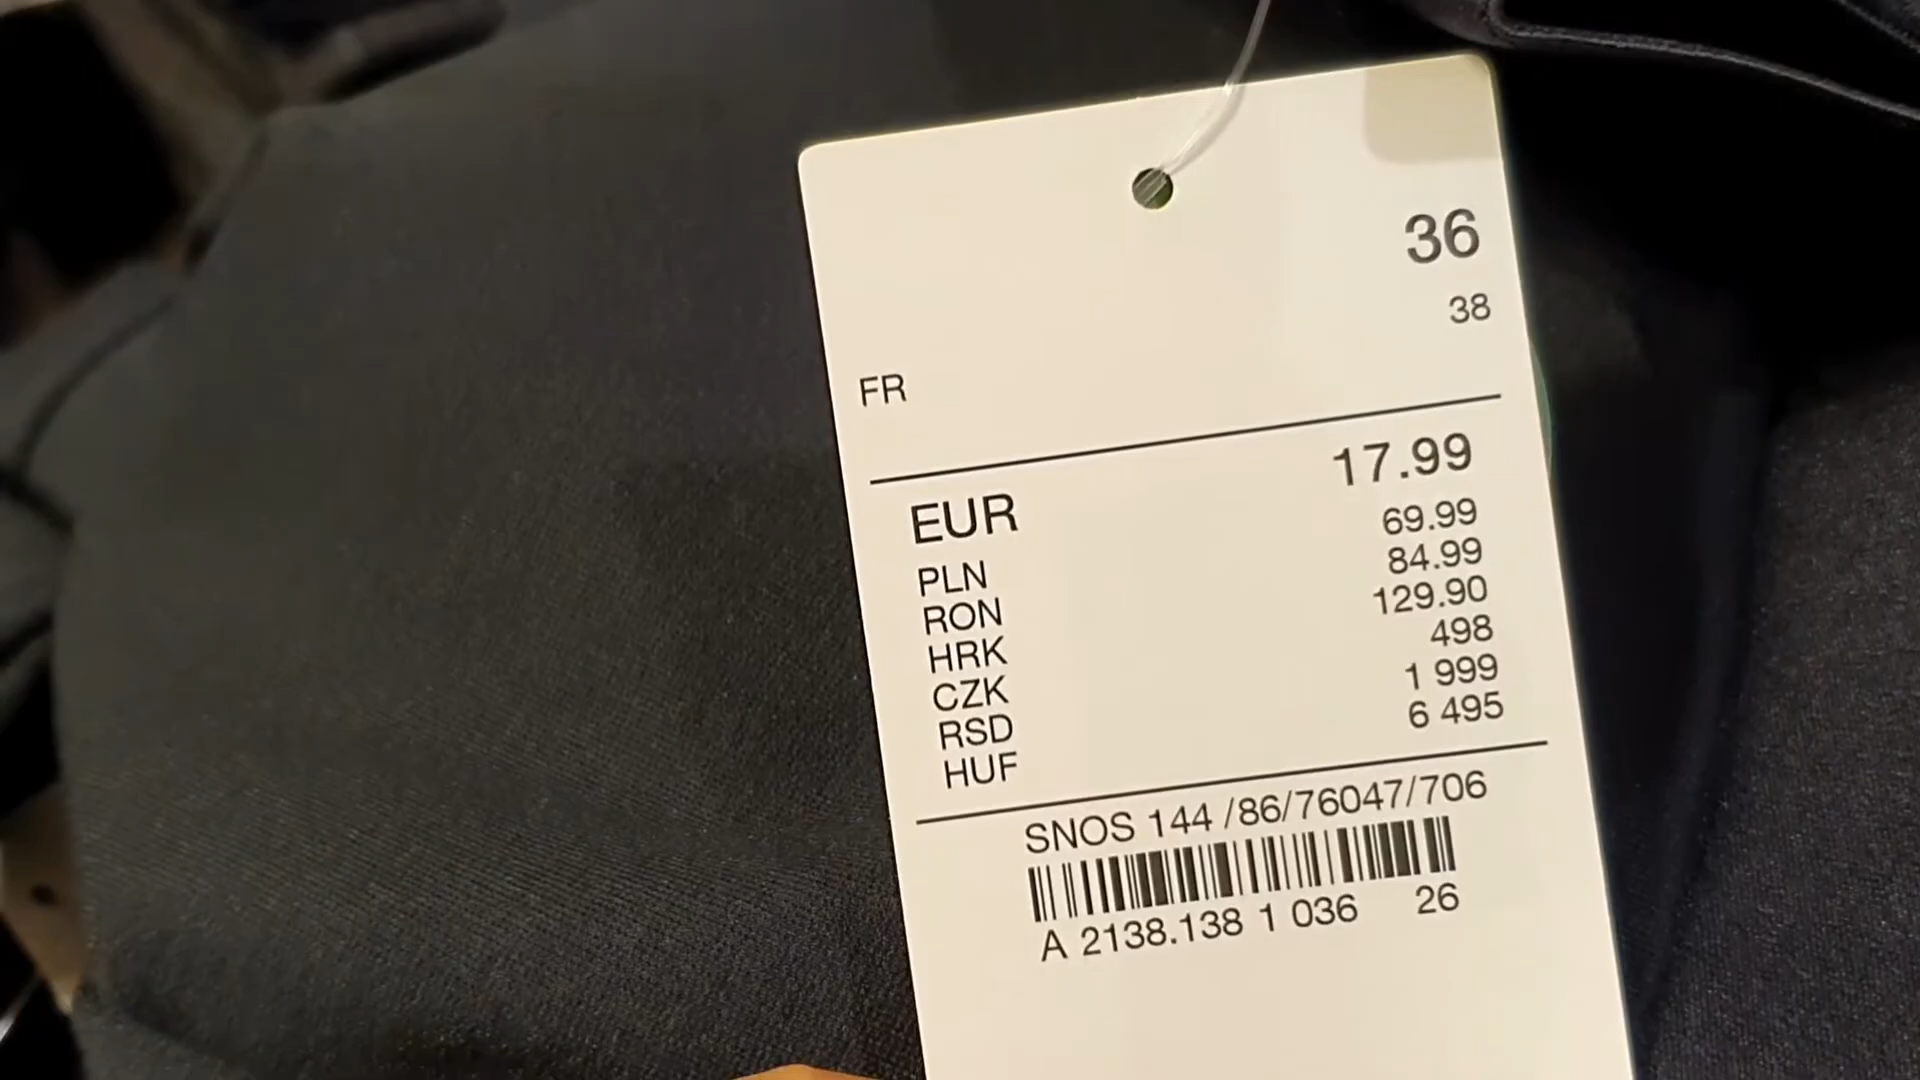 36
38
FR
EUR 17.99
PLN 69.99
RON 84.99
HRK 129.90
CZK 498
RSD 1 999
HUF 6 495
SNOS 144 /86/76047/706
A 2138.138 1 036 26